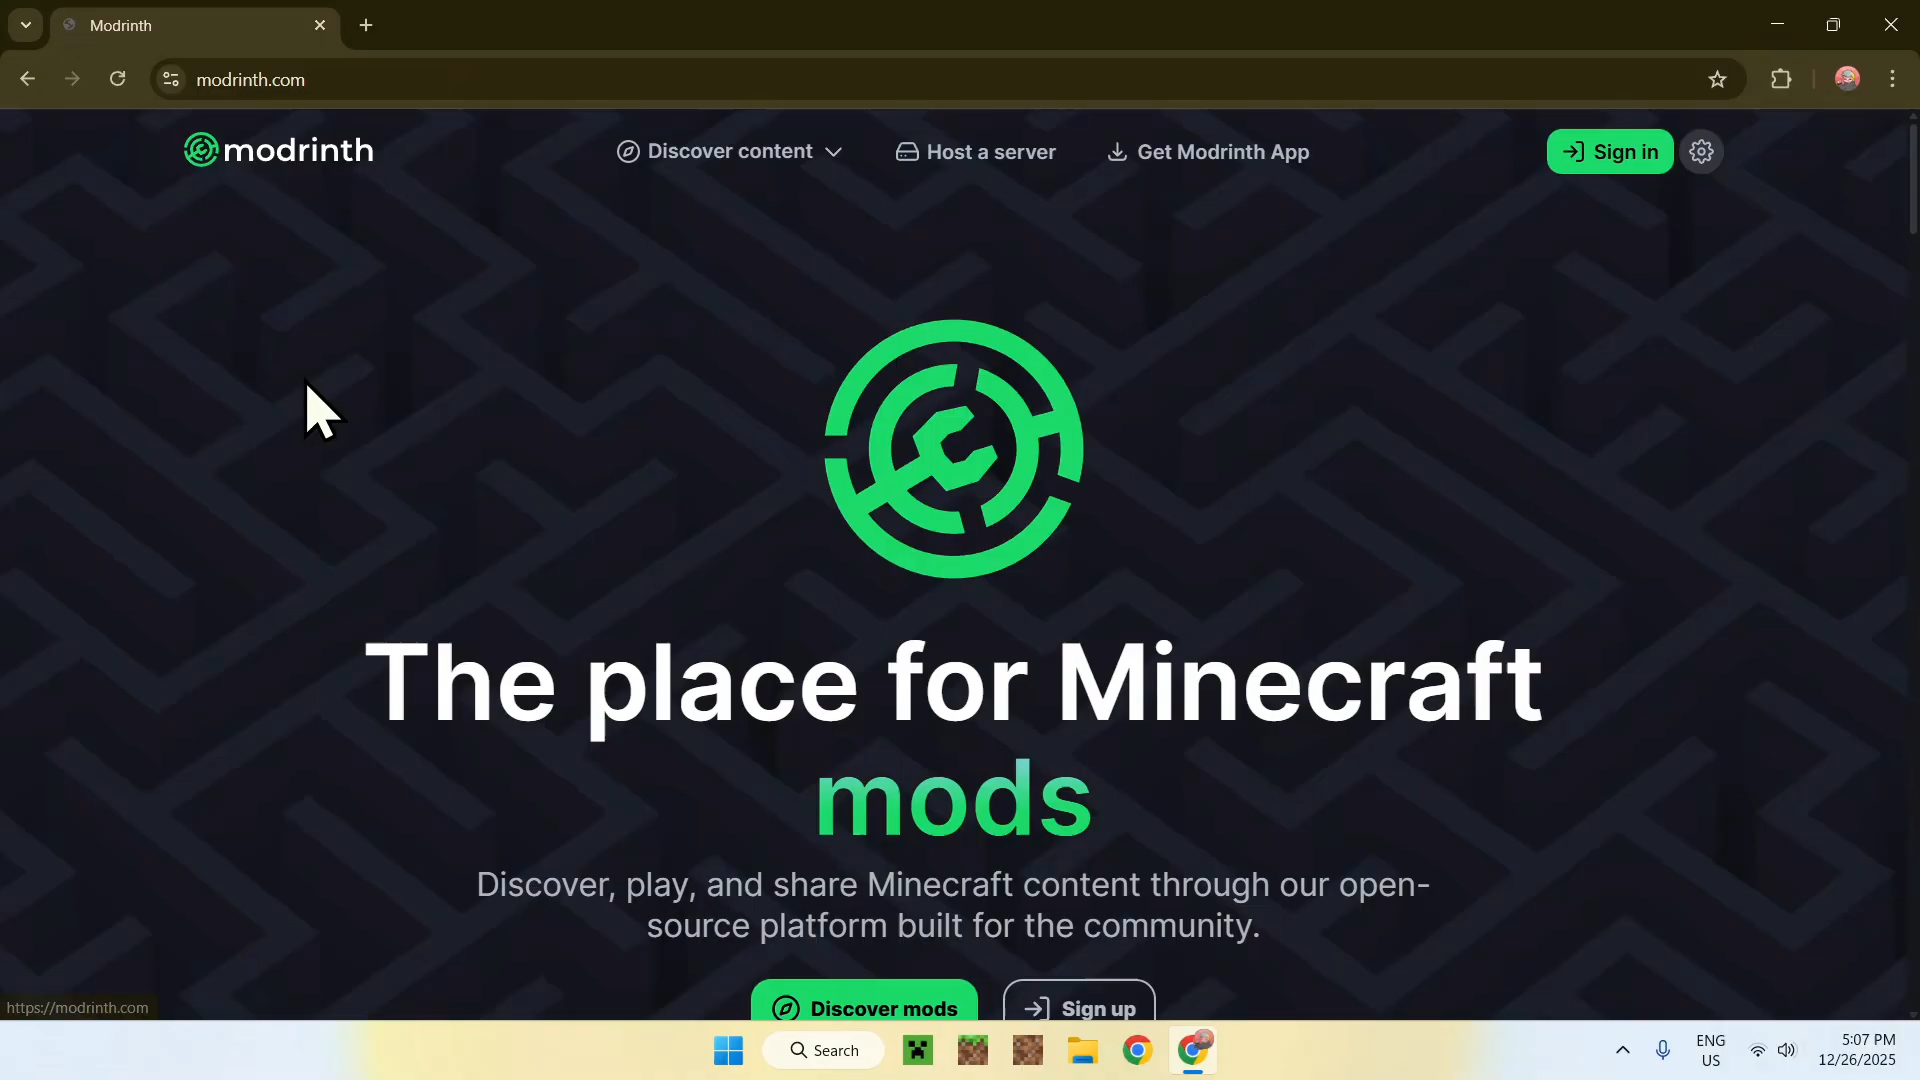 Modrinth
modrinth.com
modrinth
Discover content
Host a server
Get Modrinth App
Sign in
The place for Minecraft
mods
Discover, play, and share Minecraft content through our open-
source platform built for the community.
Discover mods
Sign up
https://modrinth.com
Search
ENG
US
5:07 PM
12/26/2025